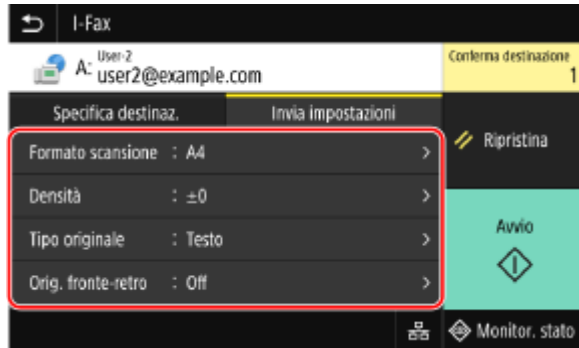 I-Fax
User-2
A: user2@example.com
Conferma destinazione
1
Specifica destinaz.
Invia impostazioni
Formato scansione : A4
Densità : ±0
Tipo originale : Testo
Orig. fronte-retro : Off
Ripristina
Avvio
Monitor. stato